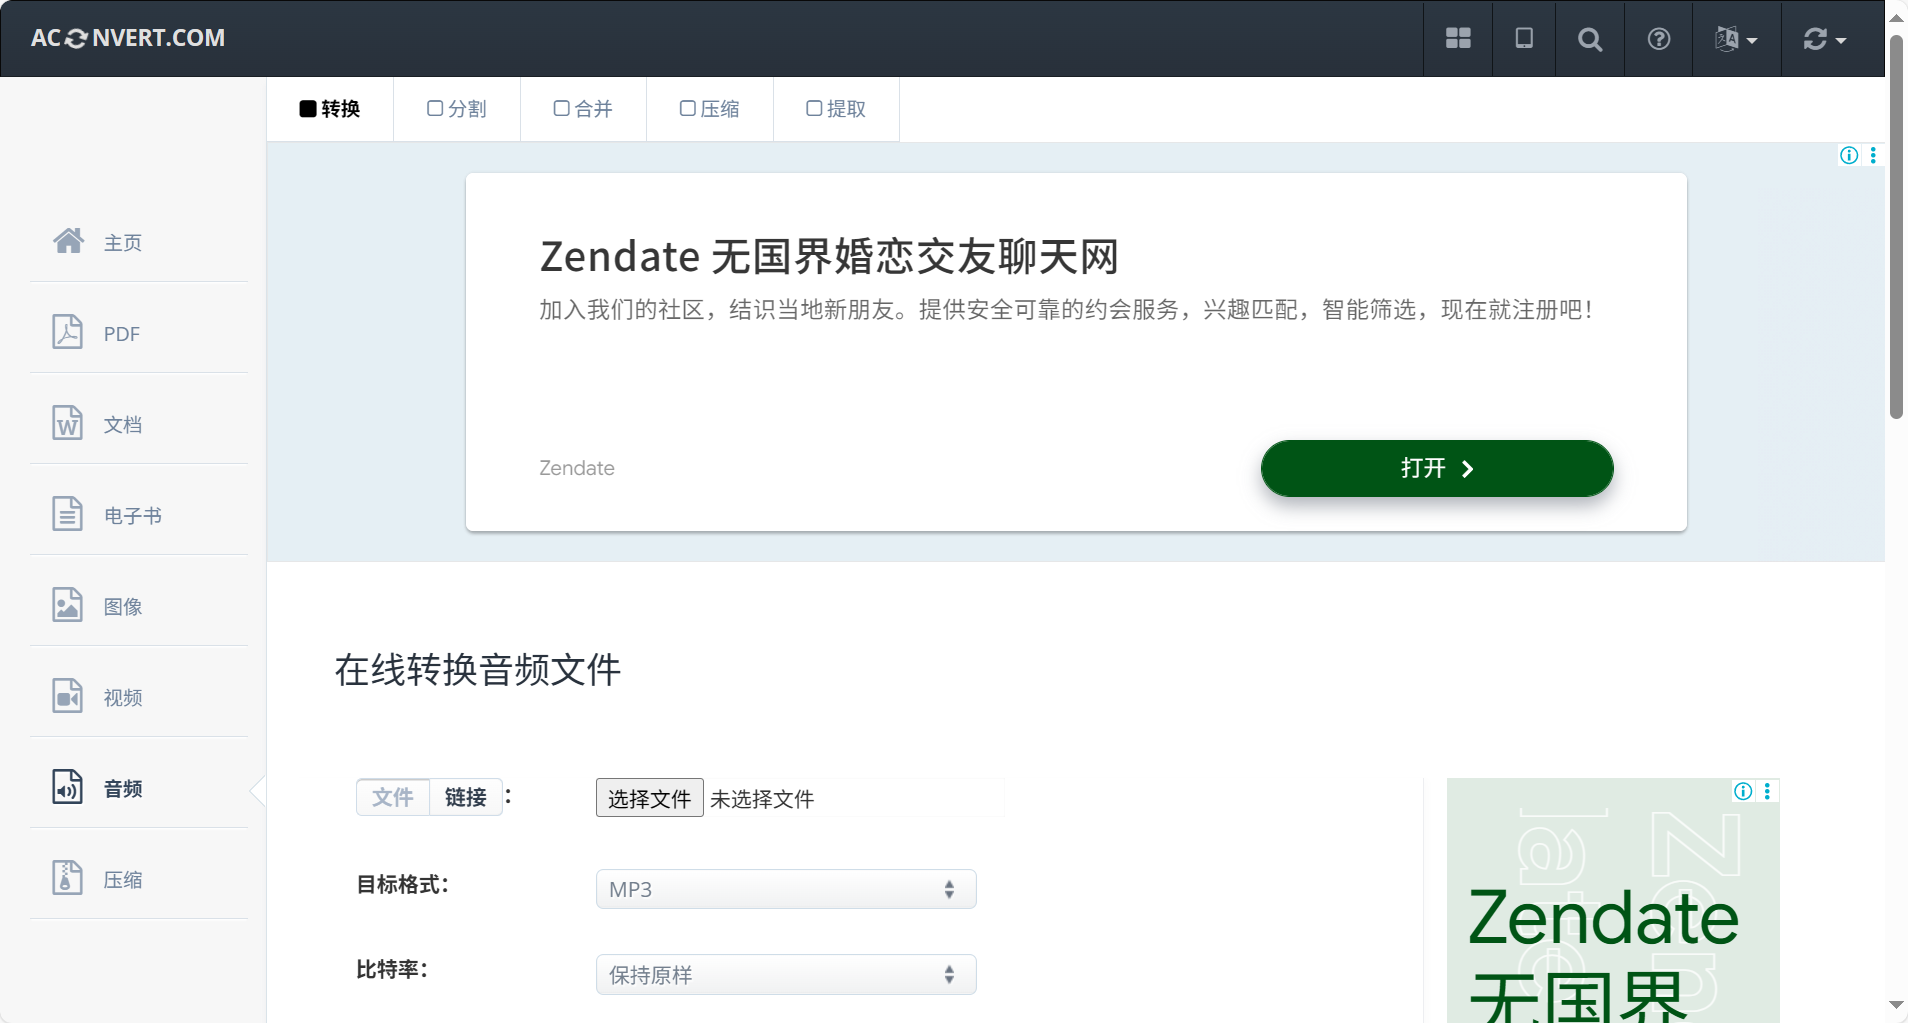 AC NVERT.COM
转换
分割
合并
压缩
提取
主页
PDF
文档
电子书
图像
视频
音频
压缩
Zendate 无国界婚恋交友聊天网
加入我们的社区，结识当地新朋友。提供安全可靠的约会服务，兴趣匹配，智能筛选，现在就注册吧！
Zendate
打开
在线转换音频文件
文件 链接：
选择文件 未选择文件
目标格式：
MP3
比特率：
保持原样
Zendate
无国界